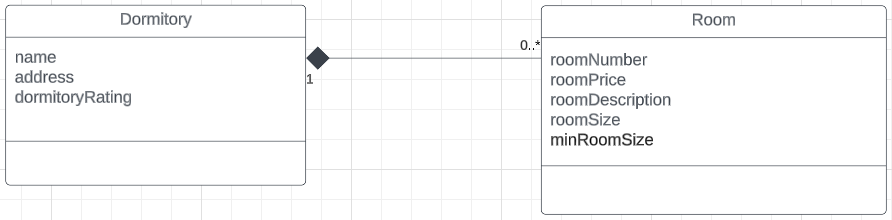 Dormitory
name
address
dormitoryRating
1
0..*
Room
roomNumber
roomPrice
roomDescription
roomSize
minRoomSize